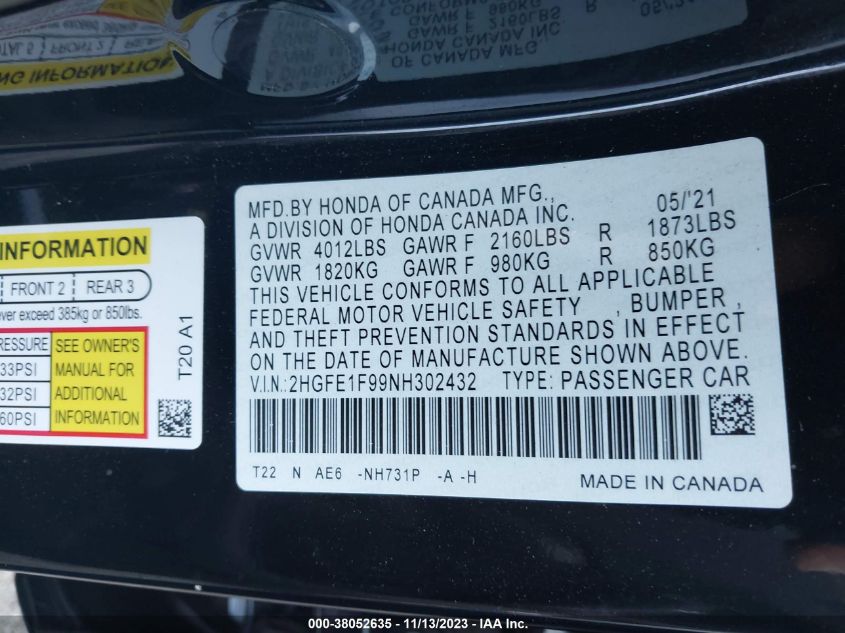 MFD.BY HONDA OF CANADA MFG., 05/'21
A DIVISION OF HONDA CANADA INC.
GVWR 4012LBS GAWR F 2160LBS R 1873LBS
GVWR 1820KG GAWR F 980KG R 850KG
THIS VEHICLE CONFORMS TO ALL APPLICABLE
FEDERAL MOTOR VEHICLE SAFETY , BUMPER ,
AND THEFT PREVENTION STANDARDS IN EFFECT
ON THE DATE OF MANUFACTURE SHOWN ABOVE.
V.I.N.:2HGFE1F99NH302432 TYPE: PASSENGER CAR
T22 N AE6 -NH731P -A -H
MADE IN CANADA
INFORMATION
FRONT 2 REAR 3
exceed 385kg or 850lbs.
33PSI
32PSI
60PSI
SEE OWNER'S
MANUAL FOR
ADDITIONAL
INFORMATION
T20 A1
000-38052635 - 11/13/2023 - IAA Inc.